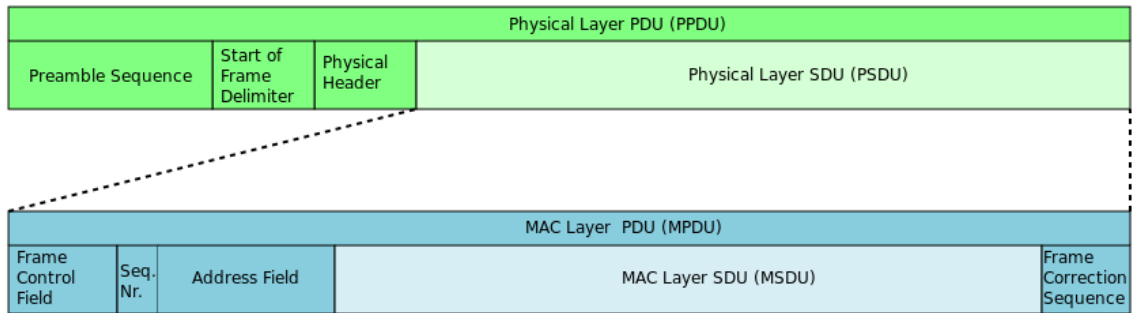 Physical Layer PDU (PPDU)
Preamble Sequence
Start of
Frame
Delimiter
Physical
Header
Physical Layer SDU (PSDU)
MAC Layer  PDU (MPDU)
Frame
Control
Field
Seq.
Nr.
Address Field
MAC Layer SDU (MSDU)
Frame
Correction
Sequence